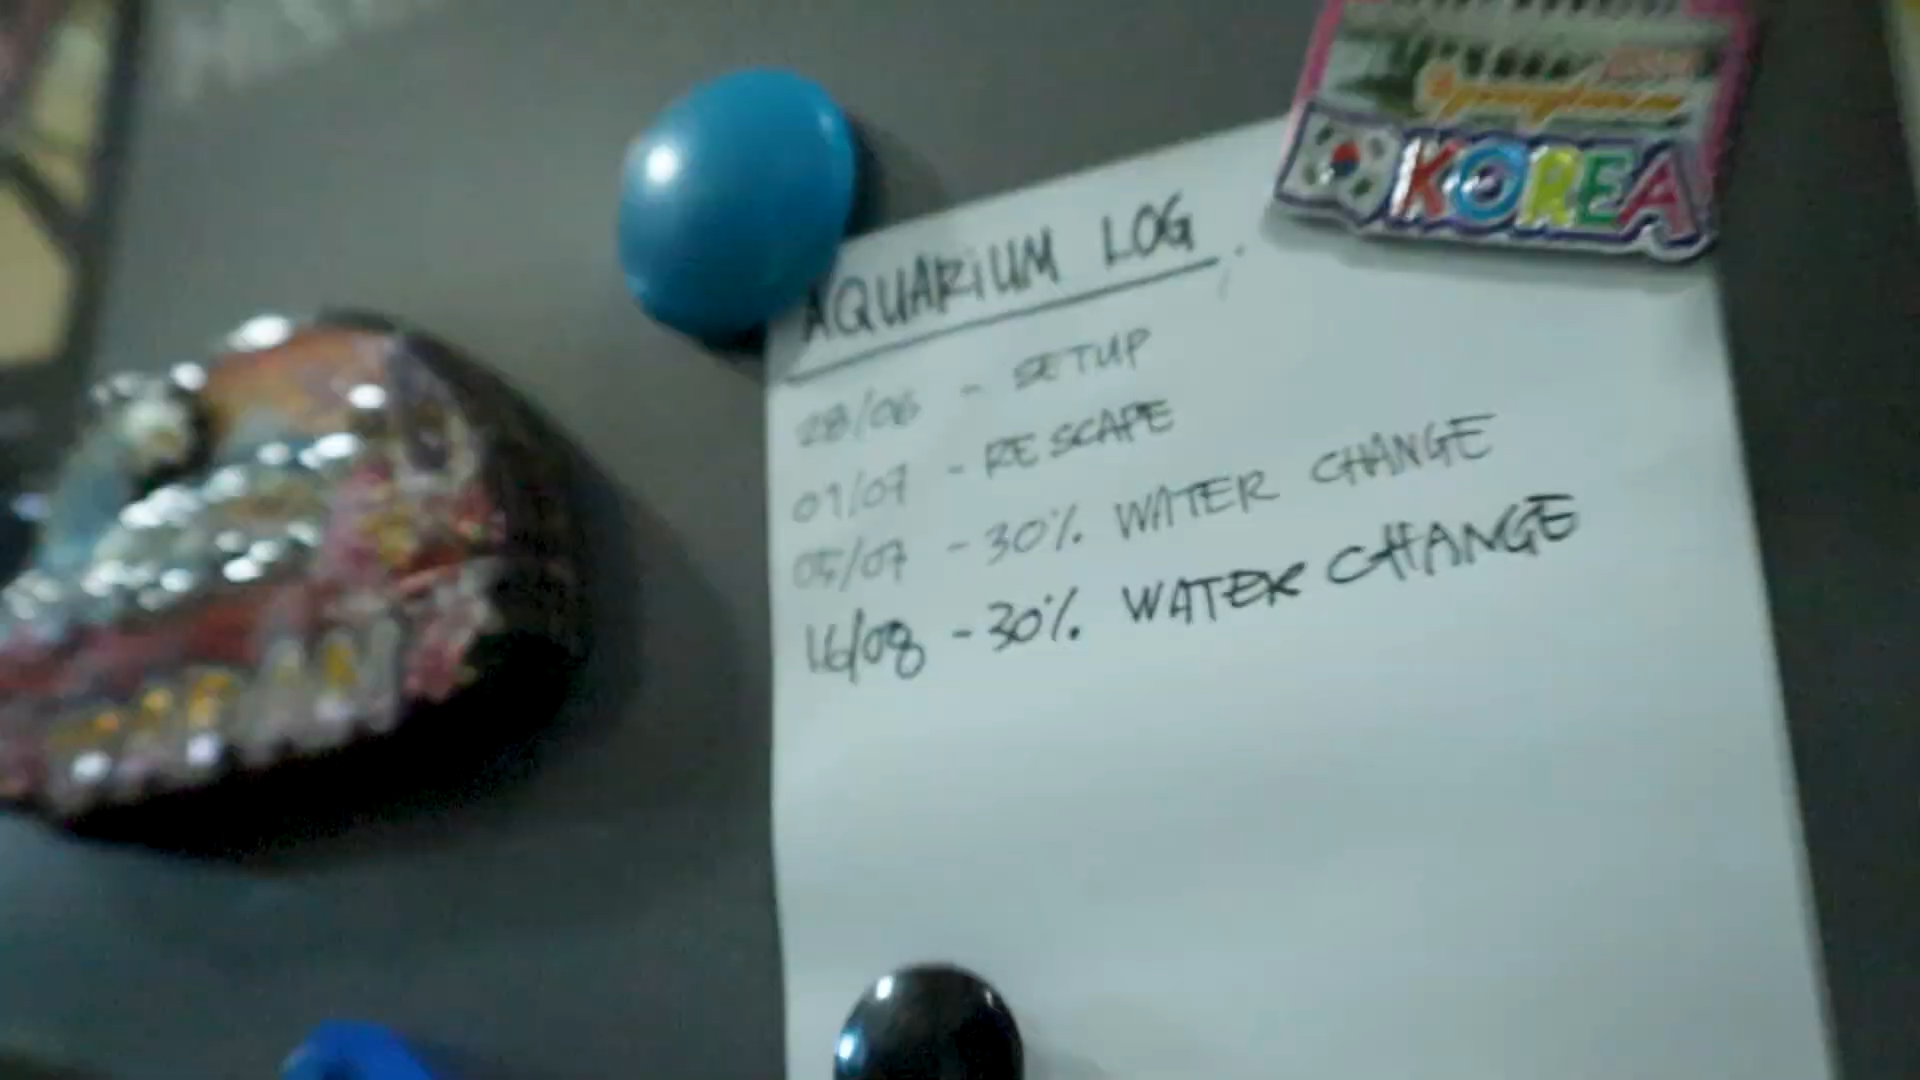 AQUARIUM LOG
28/06 - SETUP
01/07 - RESCAPE
05/07 - 30% WATER CHANGE
16/08 - 30% WATER CHANGE
KOREA